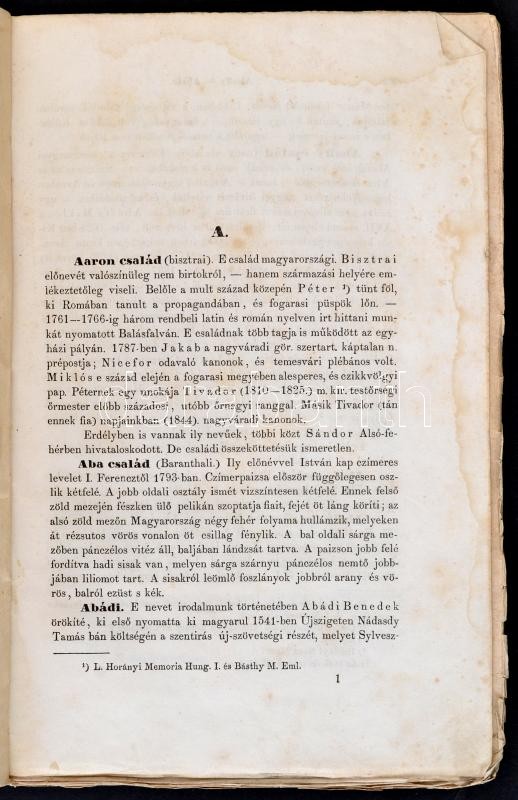 A.
Aaron család (bisztrai). E család magyarországi. Bisztrai
előnevét valószínüleg nem birtokról, — hanem származási helyére em-
lékeztetőleg viseli. Belőle a mult század közepén Péter ¹) tünt föl,
ki Romában tanult a propagandában, és fogarasi püspök lőn. —
1761—1766-ig három rendbeli latin és román nyelven irt hittani mun-
kát nyomatott Balásfalván. E családnak több tagja is működött az egy-
házi pályán. 1787-ben Jakab a nagyváradi gör. szertart. káptalan n.
prépostja; Nicefor odavaló kanonok, és temesvári plébános volt.
Miklós e század elején a fogarasi megyében alesperes, és czikkvölgyi
pap. Péternek egy unokája Tivador (1810—1825.) m. kir. testőrségi
őrmester előbb századosi, utóbb őrnagyi ranggal. Másik Tivador (tán
ennek fia) napjainkban (1844). nagyváradi kanonok.
Erdélyben is vannak ily nevűek, többi közt Sándor Alsó-fe-
hérben hivataloskodott. De családi összeköttetésük ismeretlen.
Aba család (Baranthali.) Ily előnévvel István kap czímeres
levelet I. Ferencztől 1793-ban. Czímerpaizsa először függőlegesen osz-
lik kétfelé. A jobb oldali osztály ismét vizszintesen kétfelé. Ennek felső
zöld mezején fészken ülő pelikán szoptatja fiait, fejét öt láng köríti; az
alsó zöld mezőn Magyarország négy fehér folyama hullámzik, melyeken
át rézsutos vörös vonalon öt csillag fénylik. A bal oldali sárga me-
zőben pánczélos vitéz áll, baljában lándzsát tartva. A paizson jobb felé
fordítva hadi sisak van, melyen sárga szárnyu pánczélos nemtő jobb-
jában liliomot tart. A sisakról leömlő foszlányok jobbról arany és vö-
rös, balról ezüst s kék.
Abádi. E nevet irodalmunk történetében Abádi Benedek
örökíté, ki első nyomatta ki magyarul 1541-ben Újszigeten Nádasdy
Tamás bán költségén a szentirás új-szövetségi részét, melyet Sylvesz-
¹) L. Horányi Memoria Hung. I. és Básthy M. Eml.
1